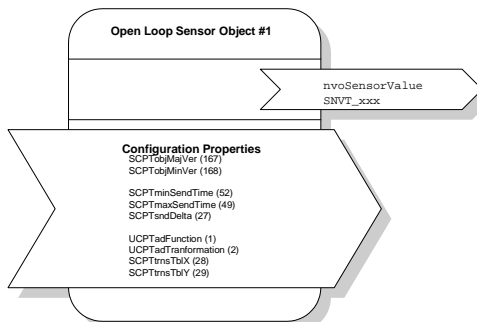 Open Loop Sensor Object #1
nvoSensorValue
SNVT_xxx
Configuration Properties
SCPTobjMajVer (167)
SCPTobjMinVer (168)
SCPTminSendTime (52)
SCPTmaxSendTime (49)
SCPTsndDelta (27)
UCPTadFunction (1)
UCPTadTranformation (2)
SCPTtrnsTblX (28)
SCPTtrnsTblY (29)